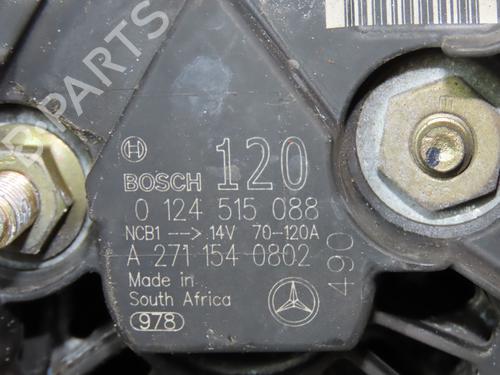 PARTS
BOSCH 120
0 124 515 088
NCB1 --> 14V 70-120A
A 271 154 0802
490
Made in
South Africa
978